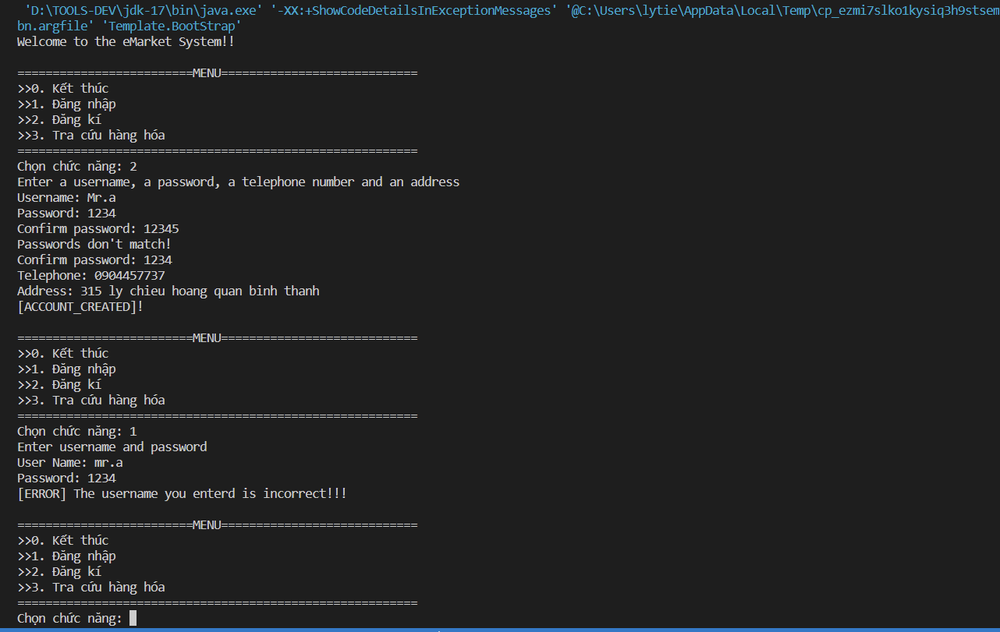 'D:\TOOLS-DEV\jdk-17\bin\java.exe' '-XX:+ShowCodeDetailsInExceptionMessages' '@C:\Users\lytie\AppData\Local\Temp\cp_ezmi7slko1kysiq3h9stsem
bn.argfile' 'Template.BootStrap'
Welcome to the eMarket System!!
=========================MENU============================
>>0. Kết thúc
>>1. Đăng nhập
>>2. Đăng kí
>>3. Tra cứu hàng hóa
=========================================================
Chọn chức năng: 2
Enter a username, a password, a telephone number and an address
Username: Mr.a
Password: 1234
Confirm password: 12345
Passwords don't match!
Confirm password: 1234
Telephone: 0904457737
Address: 315 ly chieu hoang quan binh thanh
[ACCOUNT_CREATED]!
=========================MENU============================
>>0. Kết thúc
>>1. Đăng nhập
>>2. Đăng kí
>>3. Tra cứu hàng hóa
=========================================================
Chọn chức năng: 1
Enter username and password
User Name: mr.a
Password: 1234
[ERROR] The username you enterd is incorrect!!!
=========================MENU============================
>>0. Kết thúc
>>1. Đăng nhập
>>2. Đăng kí
>>3. Tra cứu hàng hóa
=========================================================
Chọn chức năng: